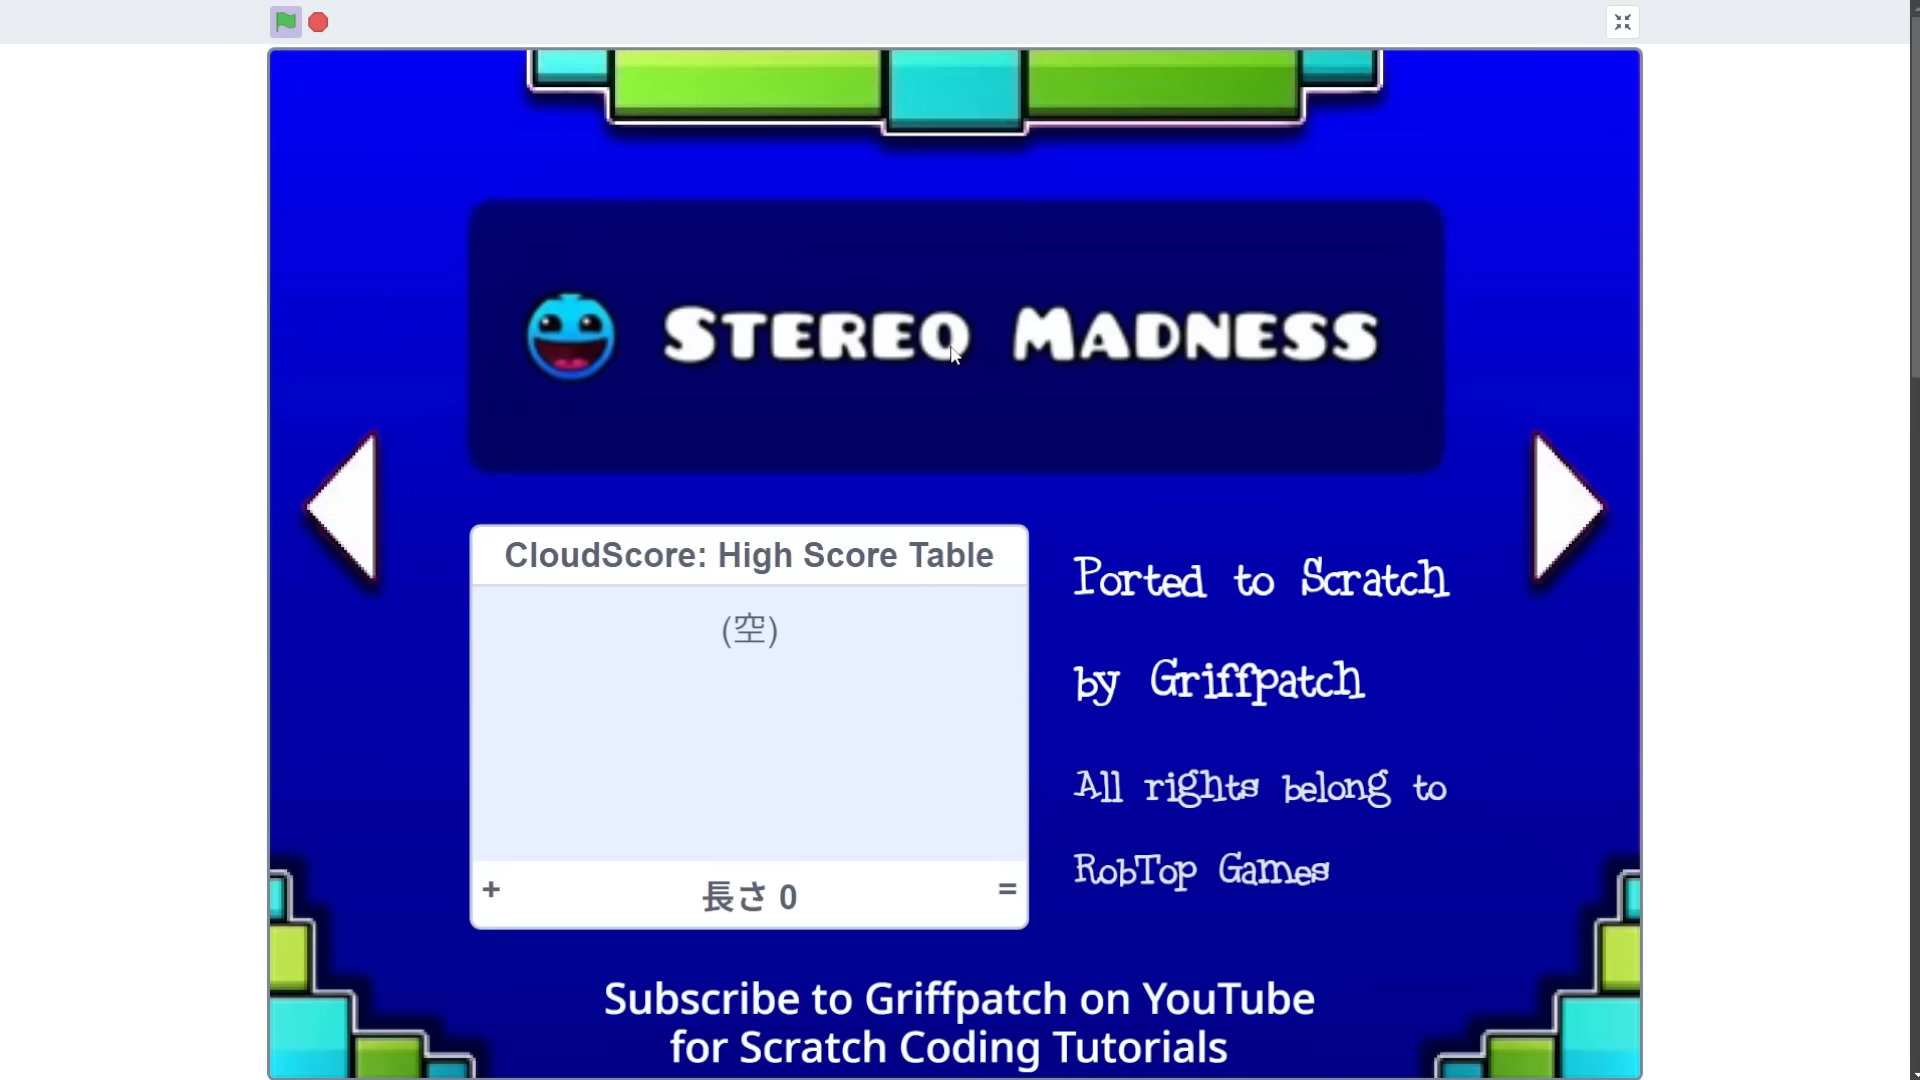 STEREO MADNESS
CloudScore: High Score Table
(空)
+ 長さ 0 =
Ported to Scratch
by Griffpatch
All rights belong to
RobTop Games
Subscribe to Griffpatch on YouTube
for Scratch Coding Tutorials